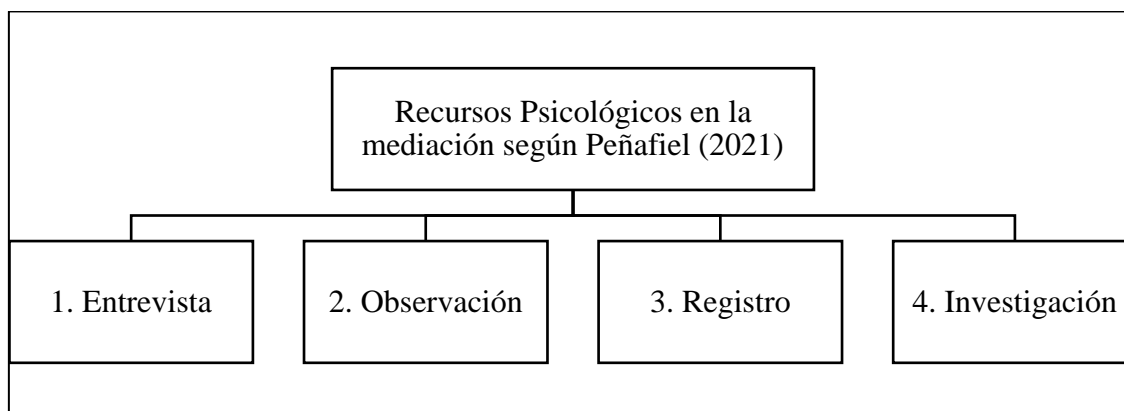 Recursos Psicológicos en la
mediación según Peñafiel (2021)
1. Entrevista
2. Observación
3. Registro
4. Investigación